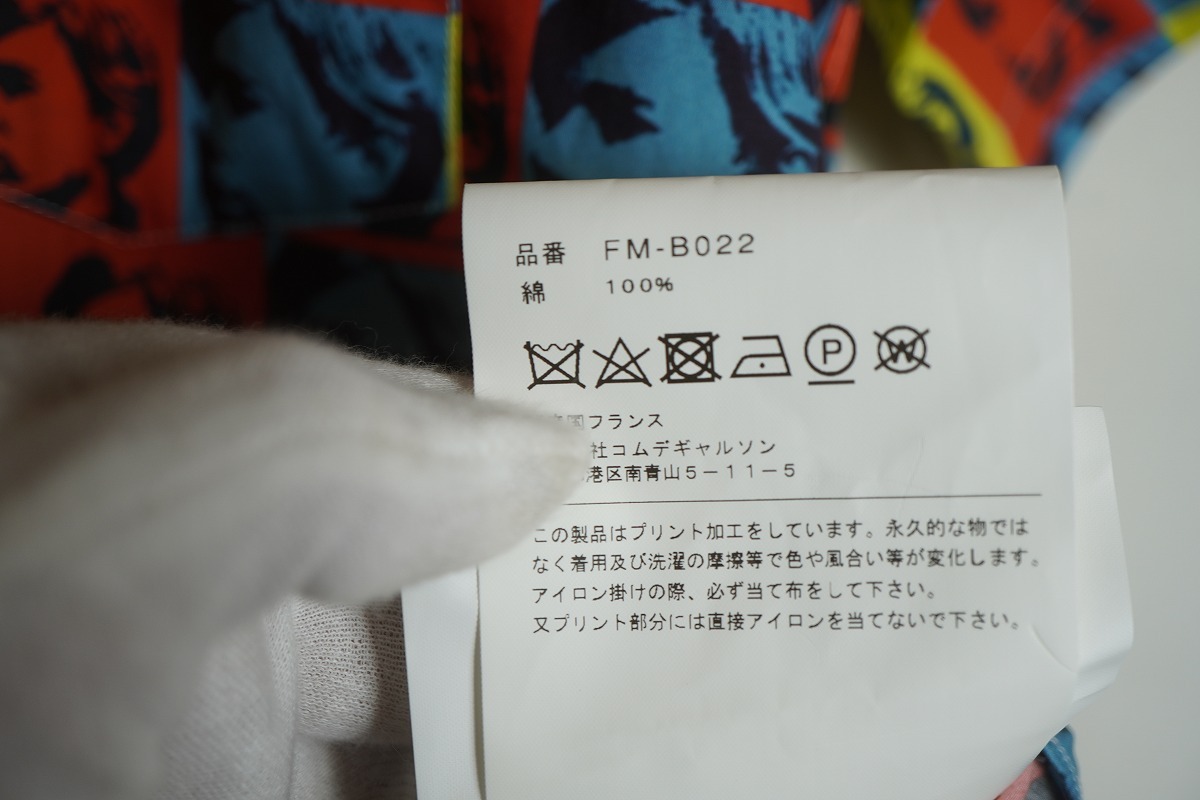 品番 FM-B022
綿 100%
P W
国フランス
社コムデギャルソン
港区南青山5-11-5
この製品はプリント加工をしています。永久的な物では
なく着用及び洗濯の摩擦等で色や風合い等が変化します。
アイロン掛けの際、必ず当て布をして下さい。
又プリント部分には直接アイロンを当てないで下さい。